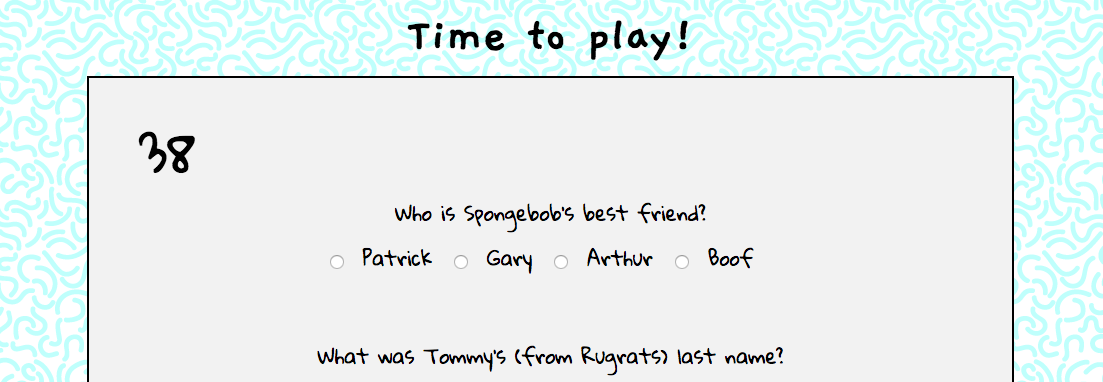 Time to play!
38
Who is Spongebob's best friend?
Patrick Gary Arthur Boof
What was Tommy's (from Rugrats) last name?